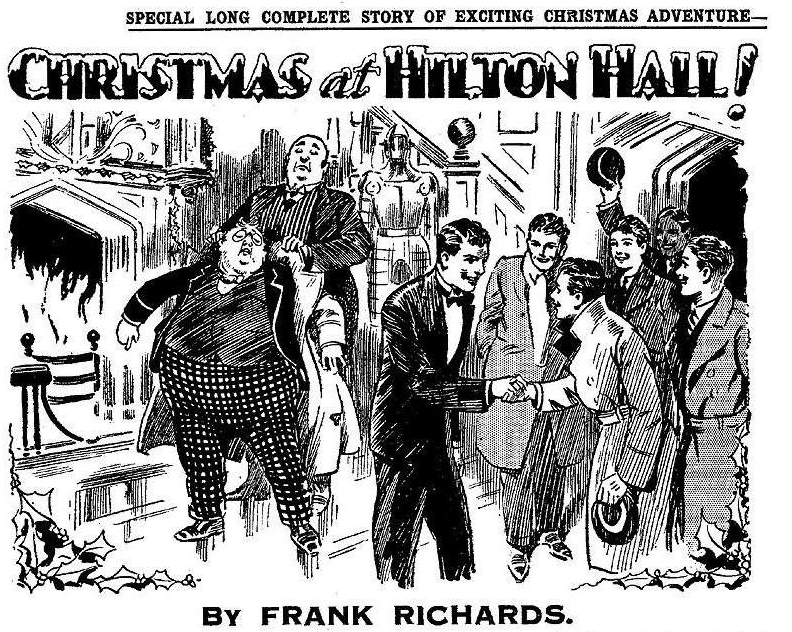 SPECIAL LONG COMPLETE STORY OF EXCITING CHRISTMAS ADVENTURE—
CHRISTMAS at HILTON HALL!
BY FRANK RICHARDS.